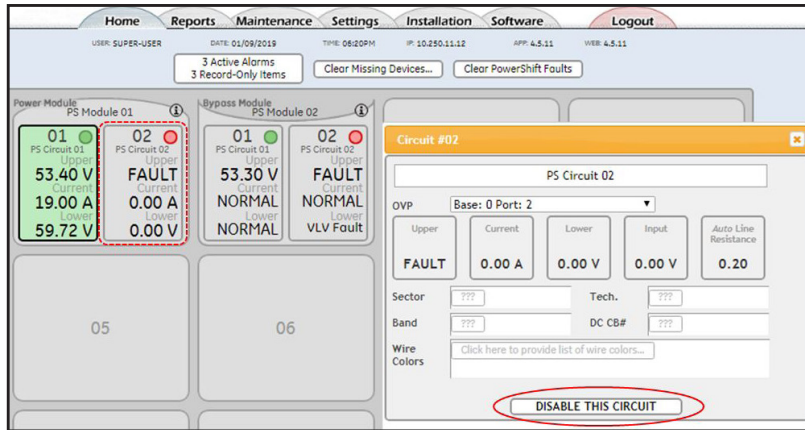 Home Reports Maintenance Settings Installation Software Logout
USER: SUPER-USER DATE: 01/09/2019 TIME: 06:20PM IP: 10.250.11.12 APP: 4.5.11 WEB: 4.5.11
3 Active Alarms
3 Record-Only Items
Clear Missing Devices... Clear PowerShift Faults
Power Module
PS Module 01
01
PS Circuit 01
Upper
53.40 V
Current
19.00 A
Lower
59.72 V
02
PS Circuit 02
Upper
FAULT
Current
0.00 A
Lower
0.00 V
Bypass Module
PS Module 02
01
PS Circuit 01
Upper
53.30 V
Current
NORMAL
Lower
NORMAL
02
PS Circuit 02
Upper
FAULT
Current
NORMAL
Lower
VLV Fault
05
06
Circuit #02
PS Circuit 02
OVP Base: 0 Port: 2
Upper
FAULT
Current
0.00 A
Lower
0.00 V
Input
0.00 V
Auto Line
Resistance
0.20
Sector ??? Tech. ???
Band ??? DC CB# ???
Wire
Colors
Click here to provide list of wire colors...
DISABLE THIS CIRCUIT